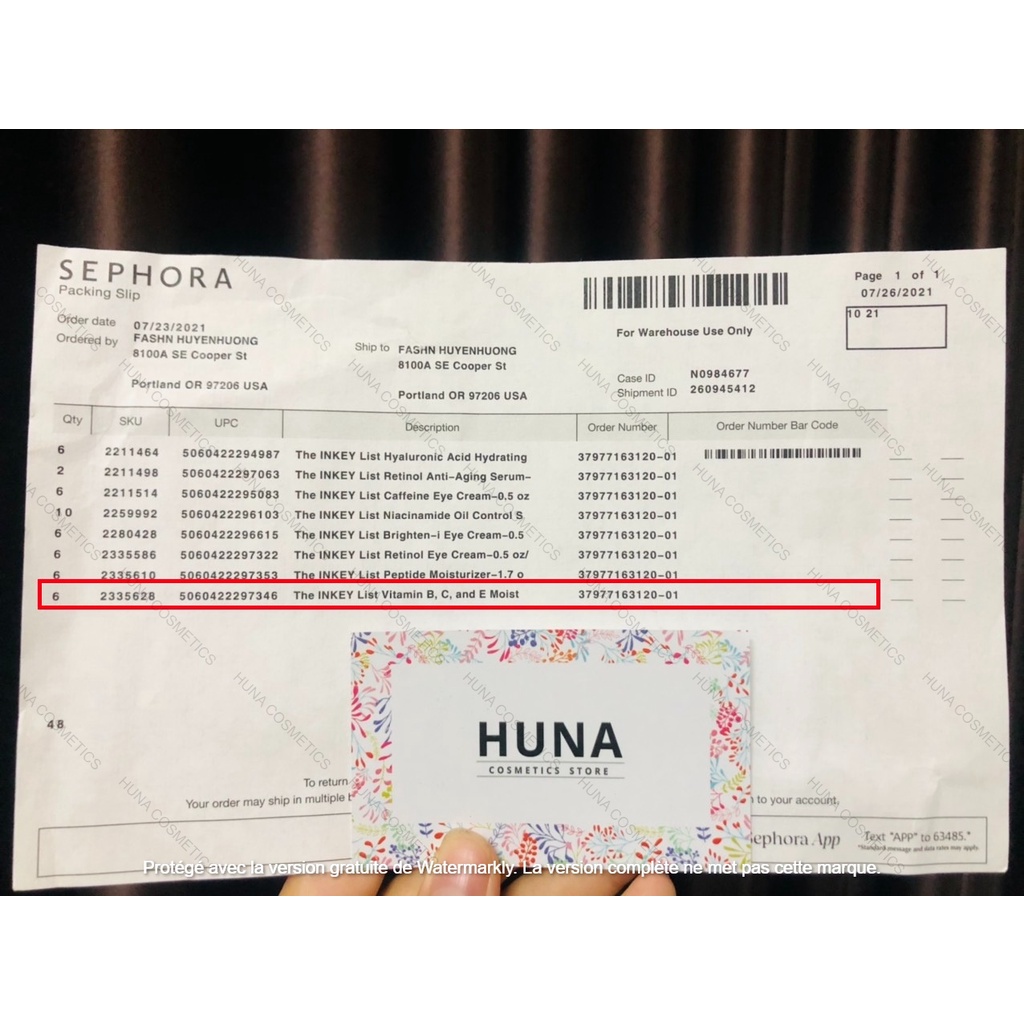 SEPHORA
Packing Slip
Page 1 of 1
07/26/2021
10 21
Order date 07/23/2021
Ordered by FASHN HUYENHUONG
8100A SE Cooper St
Portland OR 97206 USA
Ship to FASHN HUYENHUONG
8100A SE Cooper St
Portland OR 97206 USA
For Warehouse Use Only
Case ID N0984677
Shipment ID 260945412
Qty SKU UPC Description Order Number Order Number Bar Code
6 2211464 5060422294987 The INKEY List Hyaluronic Acid Hydrating 37977163120-01
2 2211498 5060422297063 The INKEY List Retinol Anti-Aging Serum- 37977163120-01
6 2211514 5060422295083 The INKEY List Caffeine Eye Cream-0.5 oz 37977163120-01
10 2259992 5060422296103 The INKEY List Niacinamide Oil Control S 37977163120-01
6 2280428 5060422296615 The INKEY List Brighten-i Eye Cream-0.5 37977163120-01
6 2335586 5060422297322 The INKEY List Retinol Eye Cream-0.5 oz/ 37977163120-01
6 2335610 5060422297353 The INKEY List Peptide Moisturizer-1.7 o 37977163120-01
6 2335628 5060422297346 The INKEY List Vitamin B, C, and E Moist 37977163120-01
48
HUNA
COSMETICS STORE
To return
Your order may ship in multiple
to your account.
ephora App
Text "APP" to 63485.*
*Standard message and data rates may apply.
HUNA COSMETICS
Protégé avec la version gratuite de Watermarkly. La version complète ne met pas cette marque.